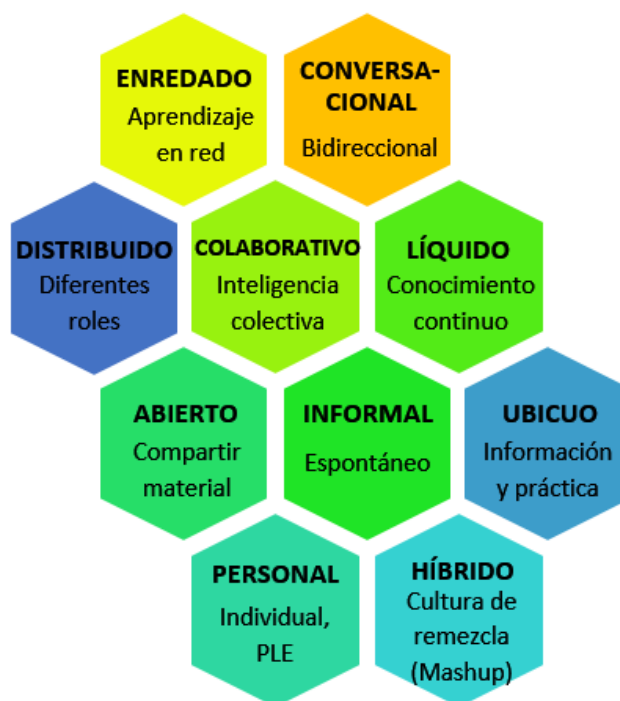 ENREDADO
Aprendizaje
en red
CONVERSA-
CIONAL
Bidireccional
DISTRIBUIDO
Diferentes
roles
COLABORATIVO
Inteligencia
colectiva
LÍQUIDO
Conocimiento
continuo
ABIERTO
Compartir
material
INFORMAL
Espontáneo
UBICUO
Información
y práctica
PERSONAL
Individual,
PLE
HÍBRIDO
Cultura de
remezcla
(Mashup)